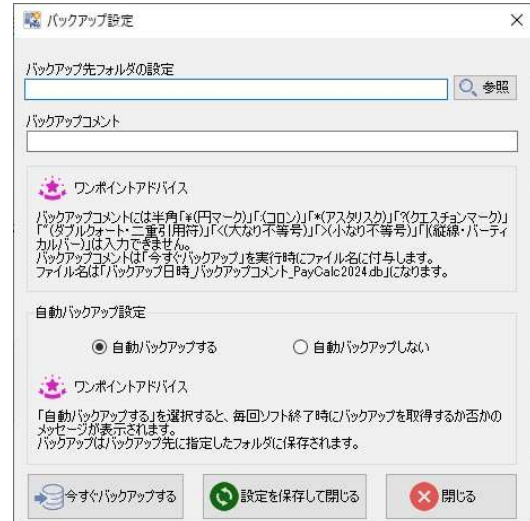 バックアップ設定
バックアップ先フォルダの設定
参照
バックアップコメント
ワンポイントアドバイス
バックアップコメントには半角「¥(円マーク)」「:(コロン)」「*(アスタリスク)」「?(クエスチョンマーク)」
「"(ダブルクォート・二重引用符)」「<(大なり不等号)」「>(小なり不等号)」「|(縦線・バーティ
カルバー)」は入力できません。
バックアップコメントは「今すぐバックアップ」を実行時にファイル名に付与します。
ファイル名は「バックアップ日時_バックアップコメント_PayCalc2024.db」になります。
自動バックアップ設定
自動バックアップする
自動バックアップしない
ワンポイントアドバイス
「自動バックアップする」を選択すると、毎回ソフト終了時にバックアップを取得するか否かの
メッセージが表示されます。
バックアップはバックアップ先に指定したフォルダに保存されます。
今すぐバックアップする
設定を保存して閉じる
閉じる